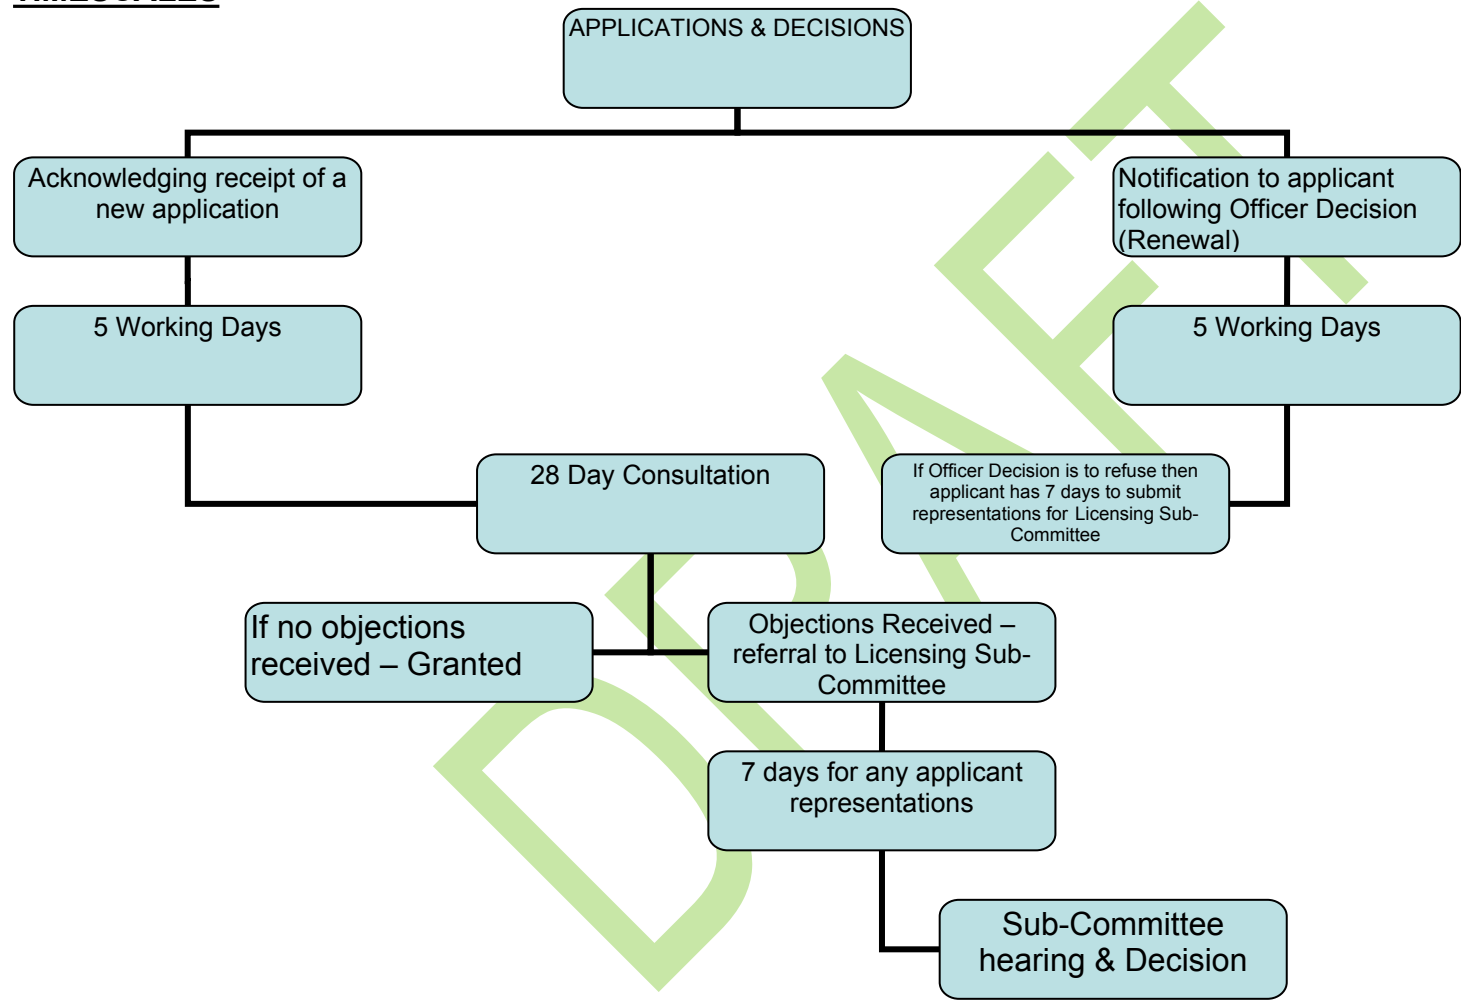 TIMESCALES
APPLICATIONS & DECISIONS
Acknowledging receipt of a
new application
Notification to applicant
following Officer Decision
(Renewal)
5 Working Days
5 Working Days
28 Day Consultation
If Officer Decision is to refuse then
applicant has 7 days to submit
representations for Licensing Sub-
Committee
If no objections
received – Granted
Objections Received –
referral to Licensing Sub-
Committee
7 days for any applicant
representations
Sub-Committee
hearing & Decision
DRAFT